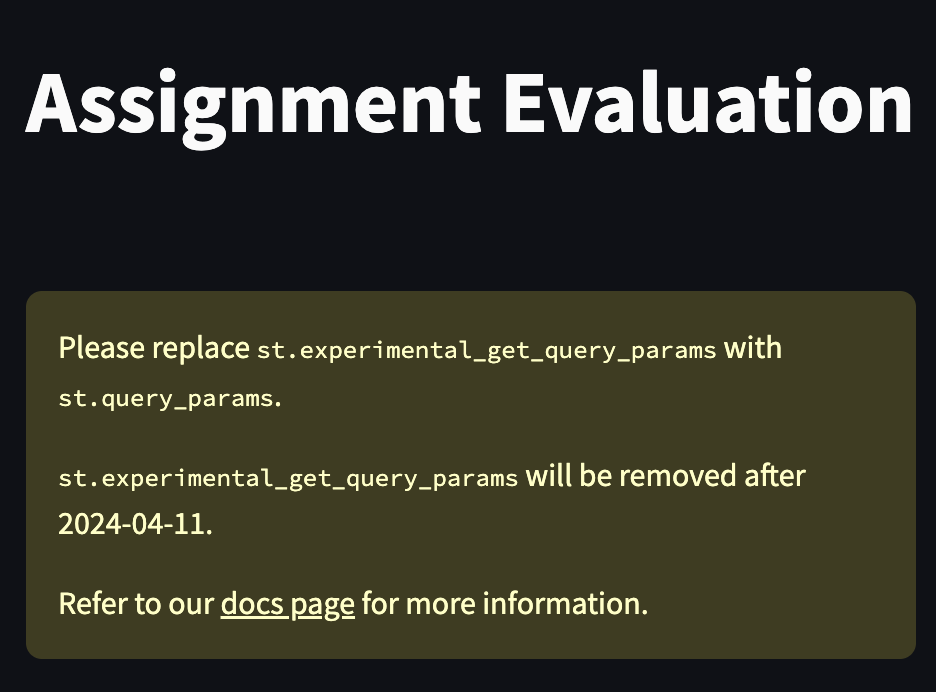 Assignment Evaluation
Please replace st.experimental_get_query_params with
st.query_params.
st.experimental_get_query_params will be removed after
2024-04-11.
Refer to our docs page for more information.